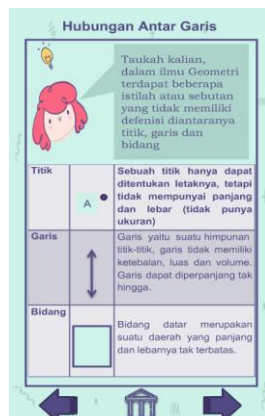 Hubungan Antar Garis
Taukah kalian,
dalam ilmu Geometri
terdapat beberapa
istilah atau sebutan
yang tidak memiliki
defenisi diantaranya
titik, garis dan
bidang
Titik
A
Sebuah titik hanya dapat
ditentukan letaknya, tetapi
tidak mempunyai panjang
dan lebar (tidak punya
ukuran)
Garis
Garis yaitu suatu himpunan
titik-titik, garis tidak memiliki
ketebalan, luas dan volume.
Garis dapat diperpanjang tak
hingga.
Bidang
Bidang datar merupakan
suatu daerah yang panjang
dan lebarnya tak terbatas.